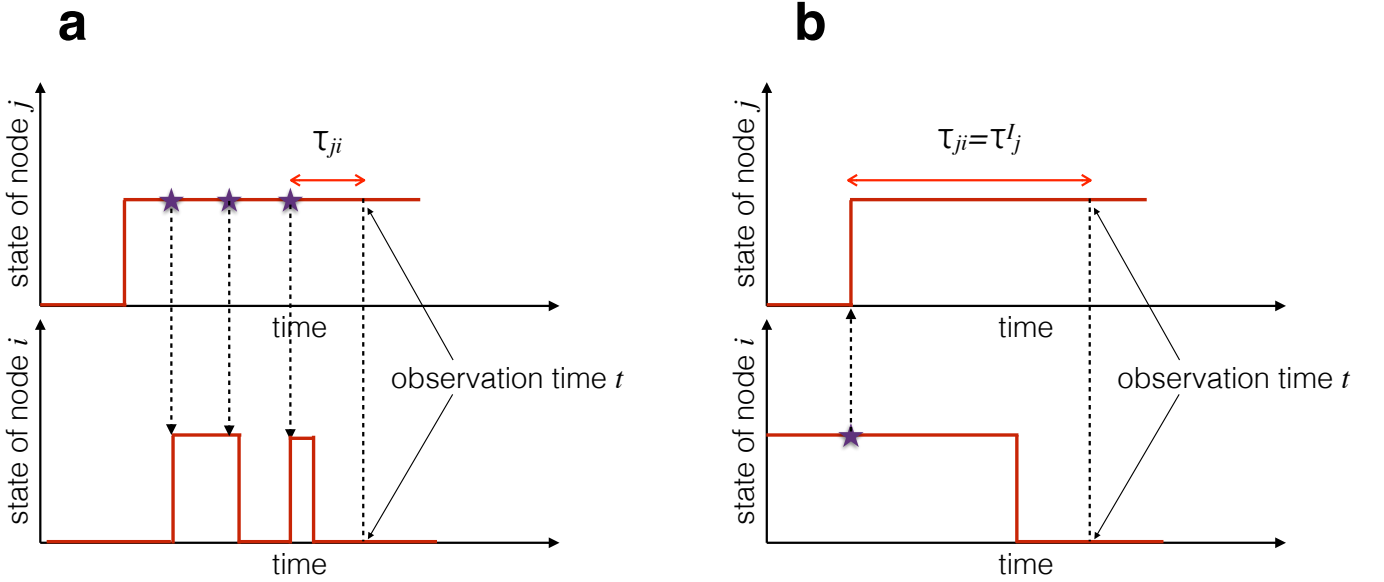 a
state of node j
τji
time
state of node i
observation time t
time
b
state of node j
τji=τIj
time
state of node i
observation time t
time